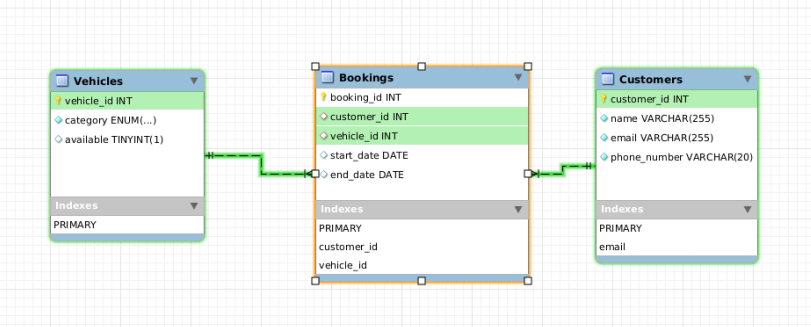 Vehicles
vehicle_id INT
category ENUM(...)
available TINYINT(1)
Indexes
PRIMARY
Bookings
booking_id INT
customer_id INT
vehicle_id INT
start_date DATE
end_date DATE
Indexes
PRIMARY
customer_id
vehicle_id
Customers
customer_id INT
name VARCHAR(255)
email VARCHAR(255)
phone_number VARCHAR(20)
Indexes
PRIMARY
email